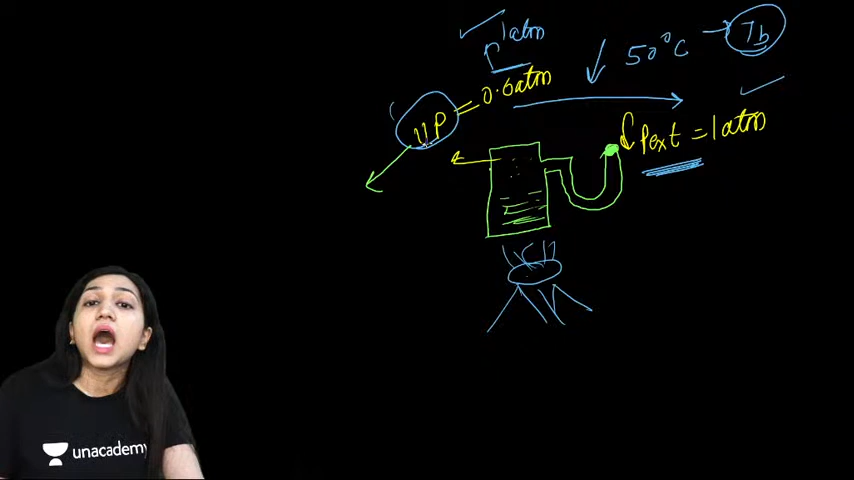 1atm
P
50°C → Tb
VP = 0.6atm
Pext = 1atm
unacademy